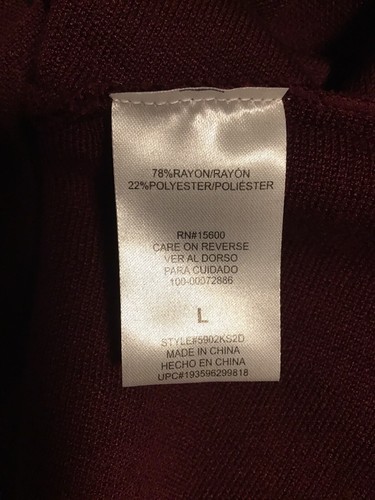 78%RAYON/RAYÓN
22%POLYESTER/POLIÉSTER
RN#15600
CARE ON REVERSE
VER AL DORSO
PARA CUIDADO
100-00072886
L
STYLE#5902KS2D
MADE IN CHINA
HECHO EN CHINA
UPC#193596299818